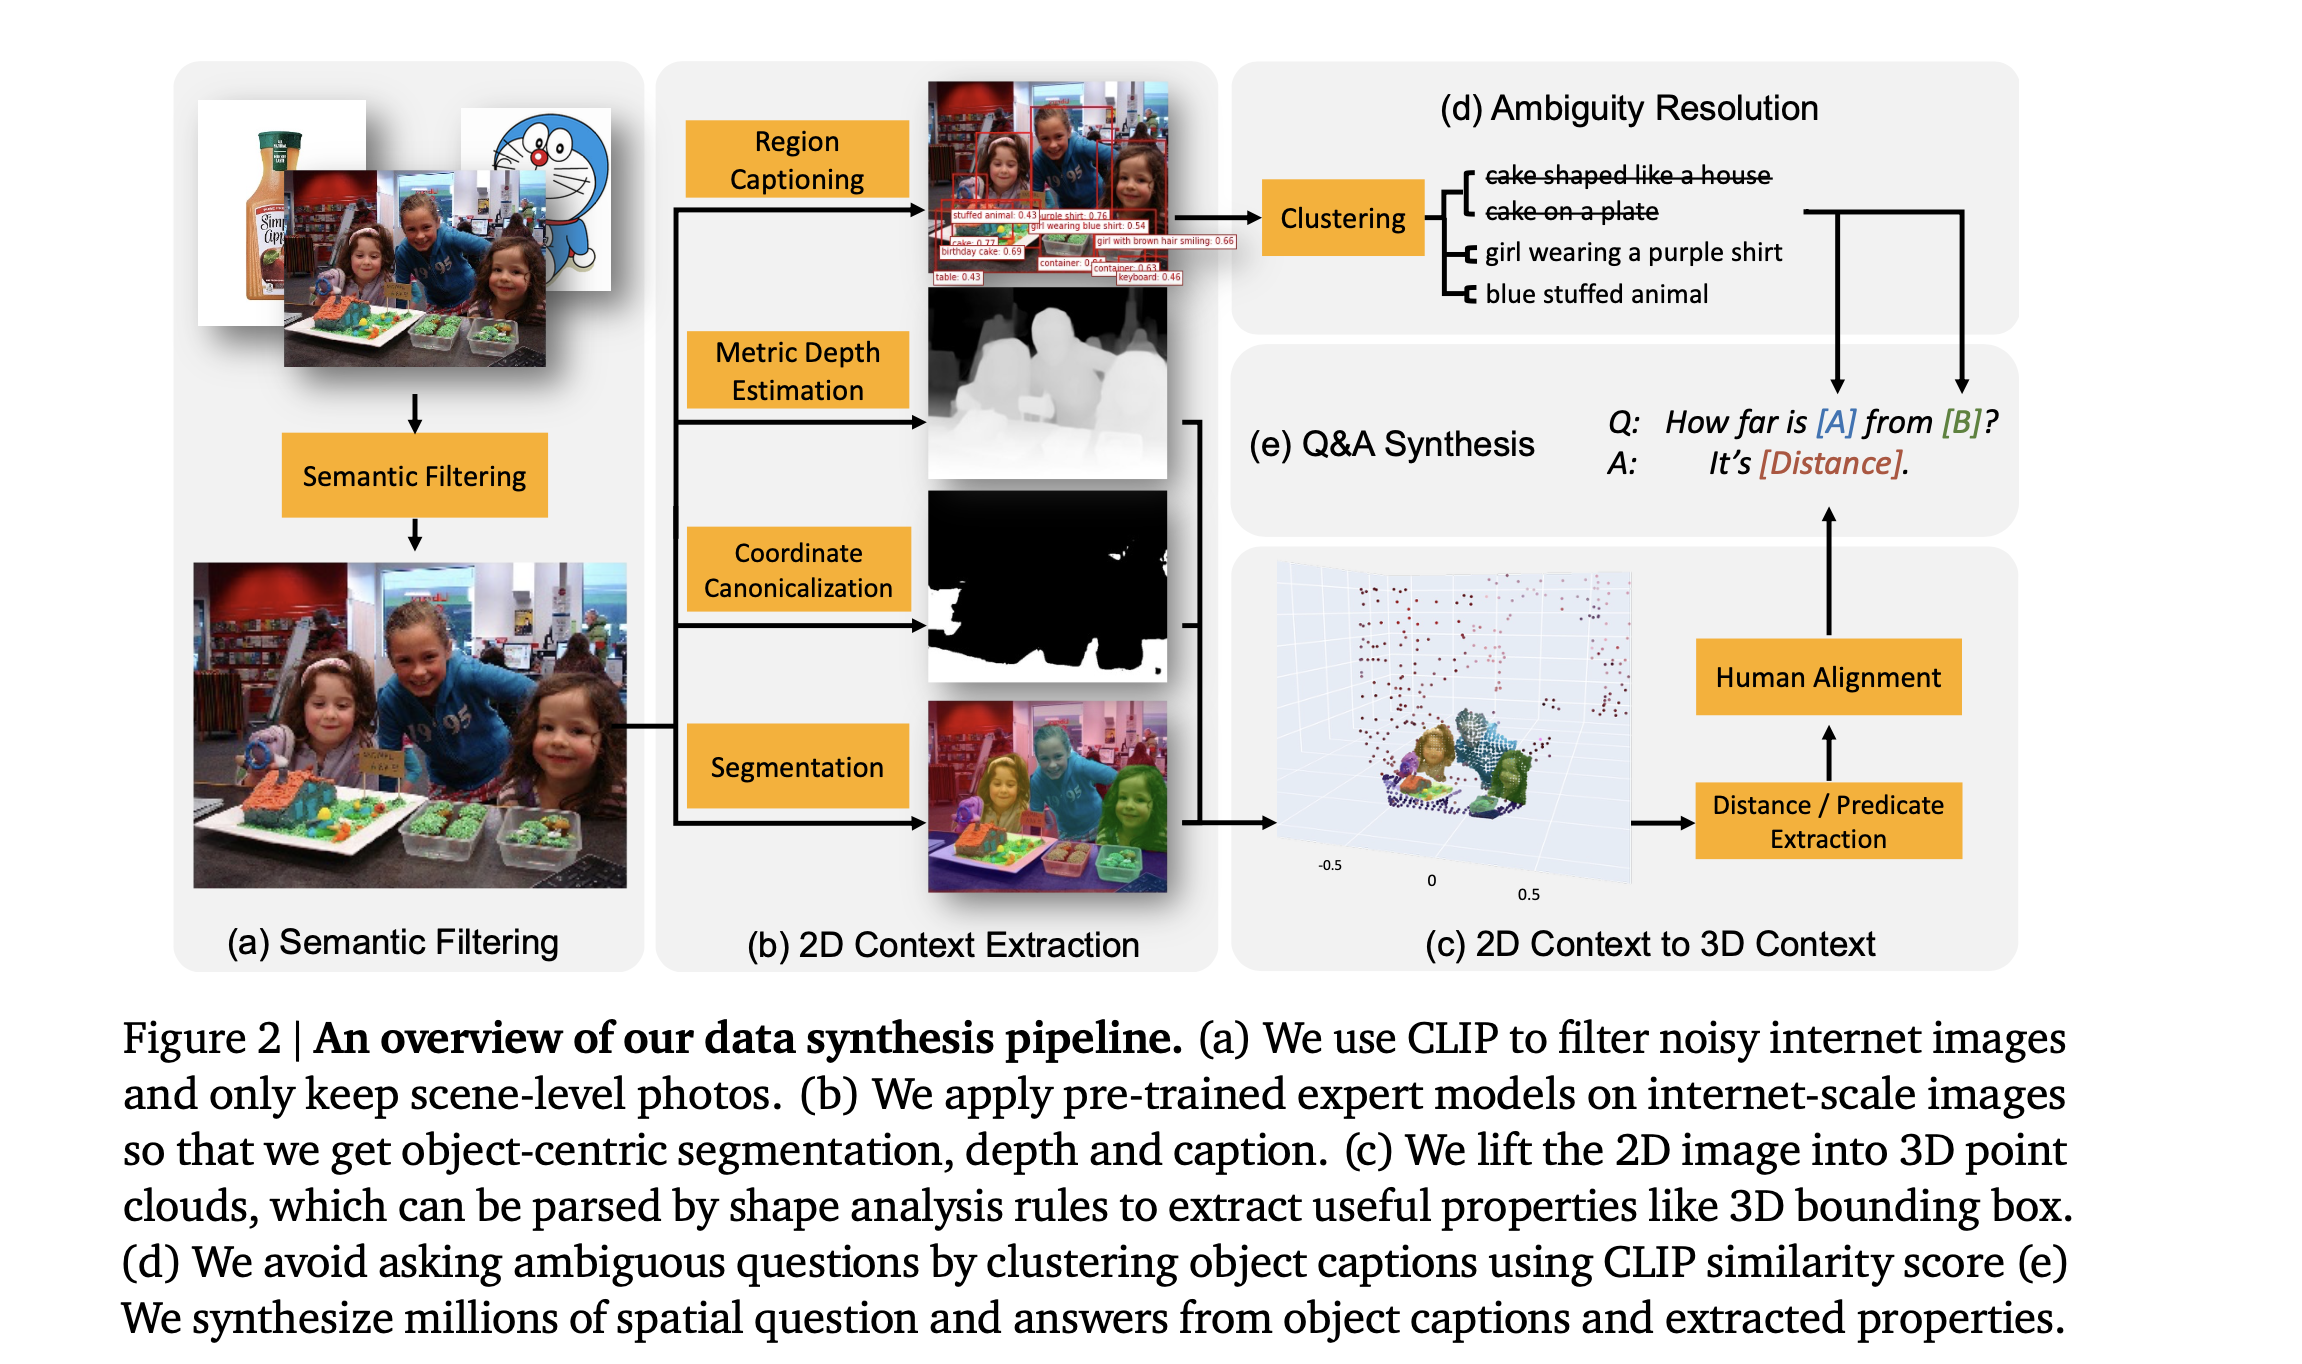 (a) Semantic Filtering
Semantic Filtering
1995
1995
(b) 2D Context Extraction
Region
Captioning
stuffed animal: 0.43
urple shirt: 0.76
girl wearing blue shirt: 0.54
girl with brown hair smiling: 0.66
cake: 0.77
birthday cake: 0.69
container:
container: 0.63
table: 0.43
keyboard: 0.46
Metric Depth
Estimation
Coordinate
Canonicalization
Segmentation
(d) Ambiguity Resolution
Clustering
cake shaped like a house
cake on a plate
girl wearing a purple shirt
blue stuffed animal
(e) Q&A Synthesis
Q: How far is [A] from [B]?
A: It’s [Distance].
Human Alignment
Distance / Predicate
Extraction
-0.5
0
0.5
(c) 2D Context to 3D Context
Figure 2 | An overview of our data synthesis pipeline. (a) We use CLIP to filter noisy internet images
and only keep scene-level photos. (b) We apply pre-trained expert models on internet-scale images
so that we get object-centric segmentation, depth and caption. (c) We lift the 2D image into 3D point
clouds, which can be parsed by shape analysis rules to extract useful properties like 3D bounding box.
(d) We avoid asking ambiguous questions by clustering object captions using CLIP similarity score (e)
We synthesize millions of spatial question and answers from object captions and extracted properties.